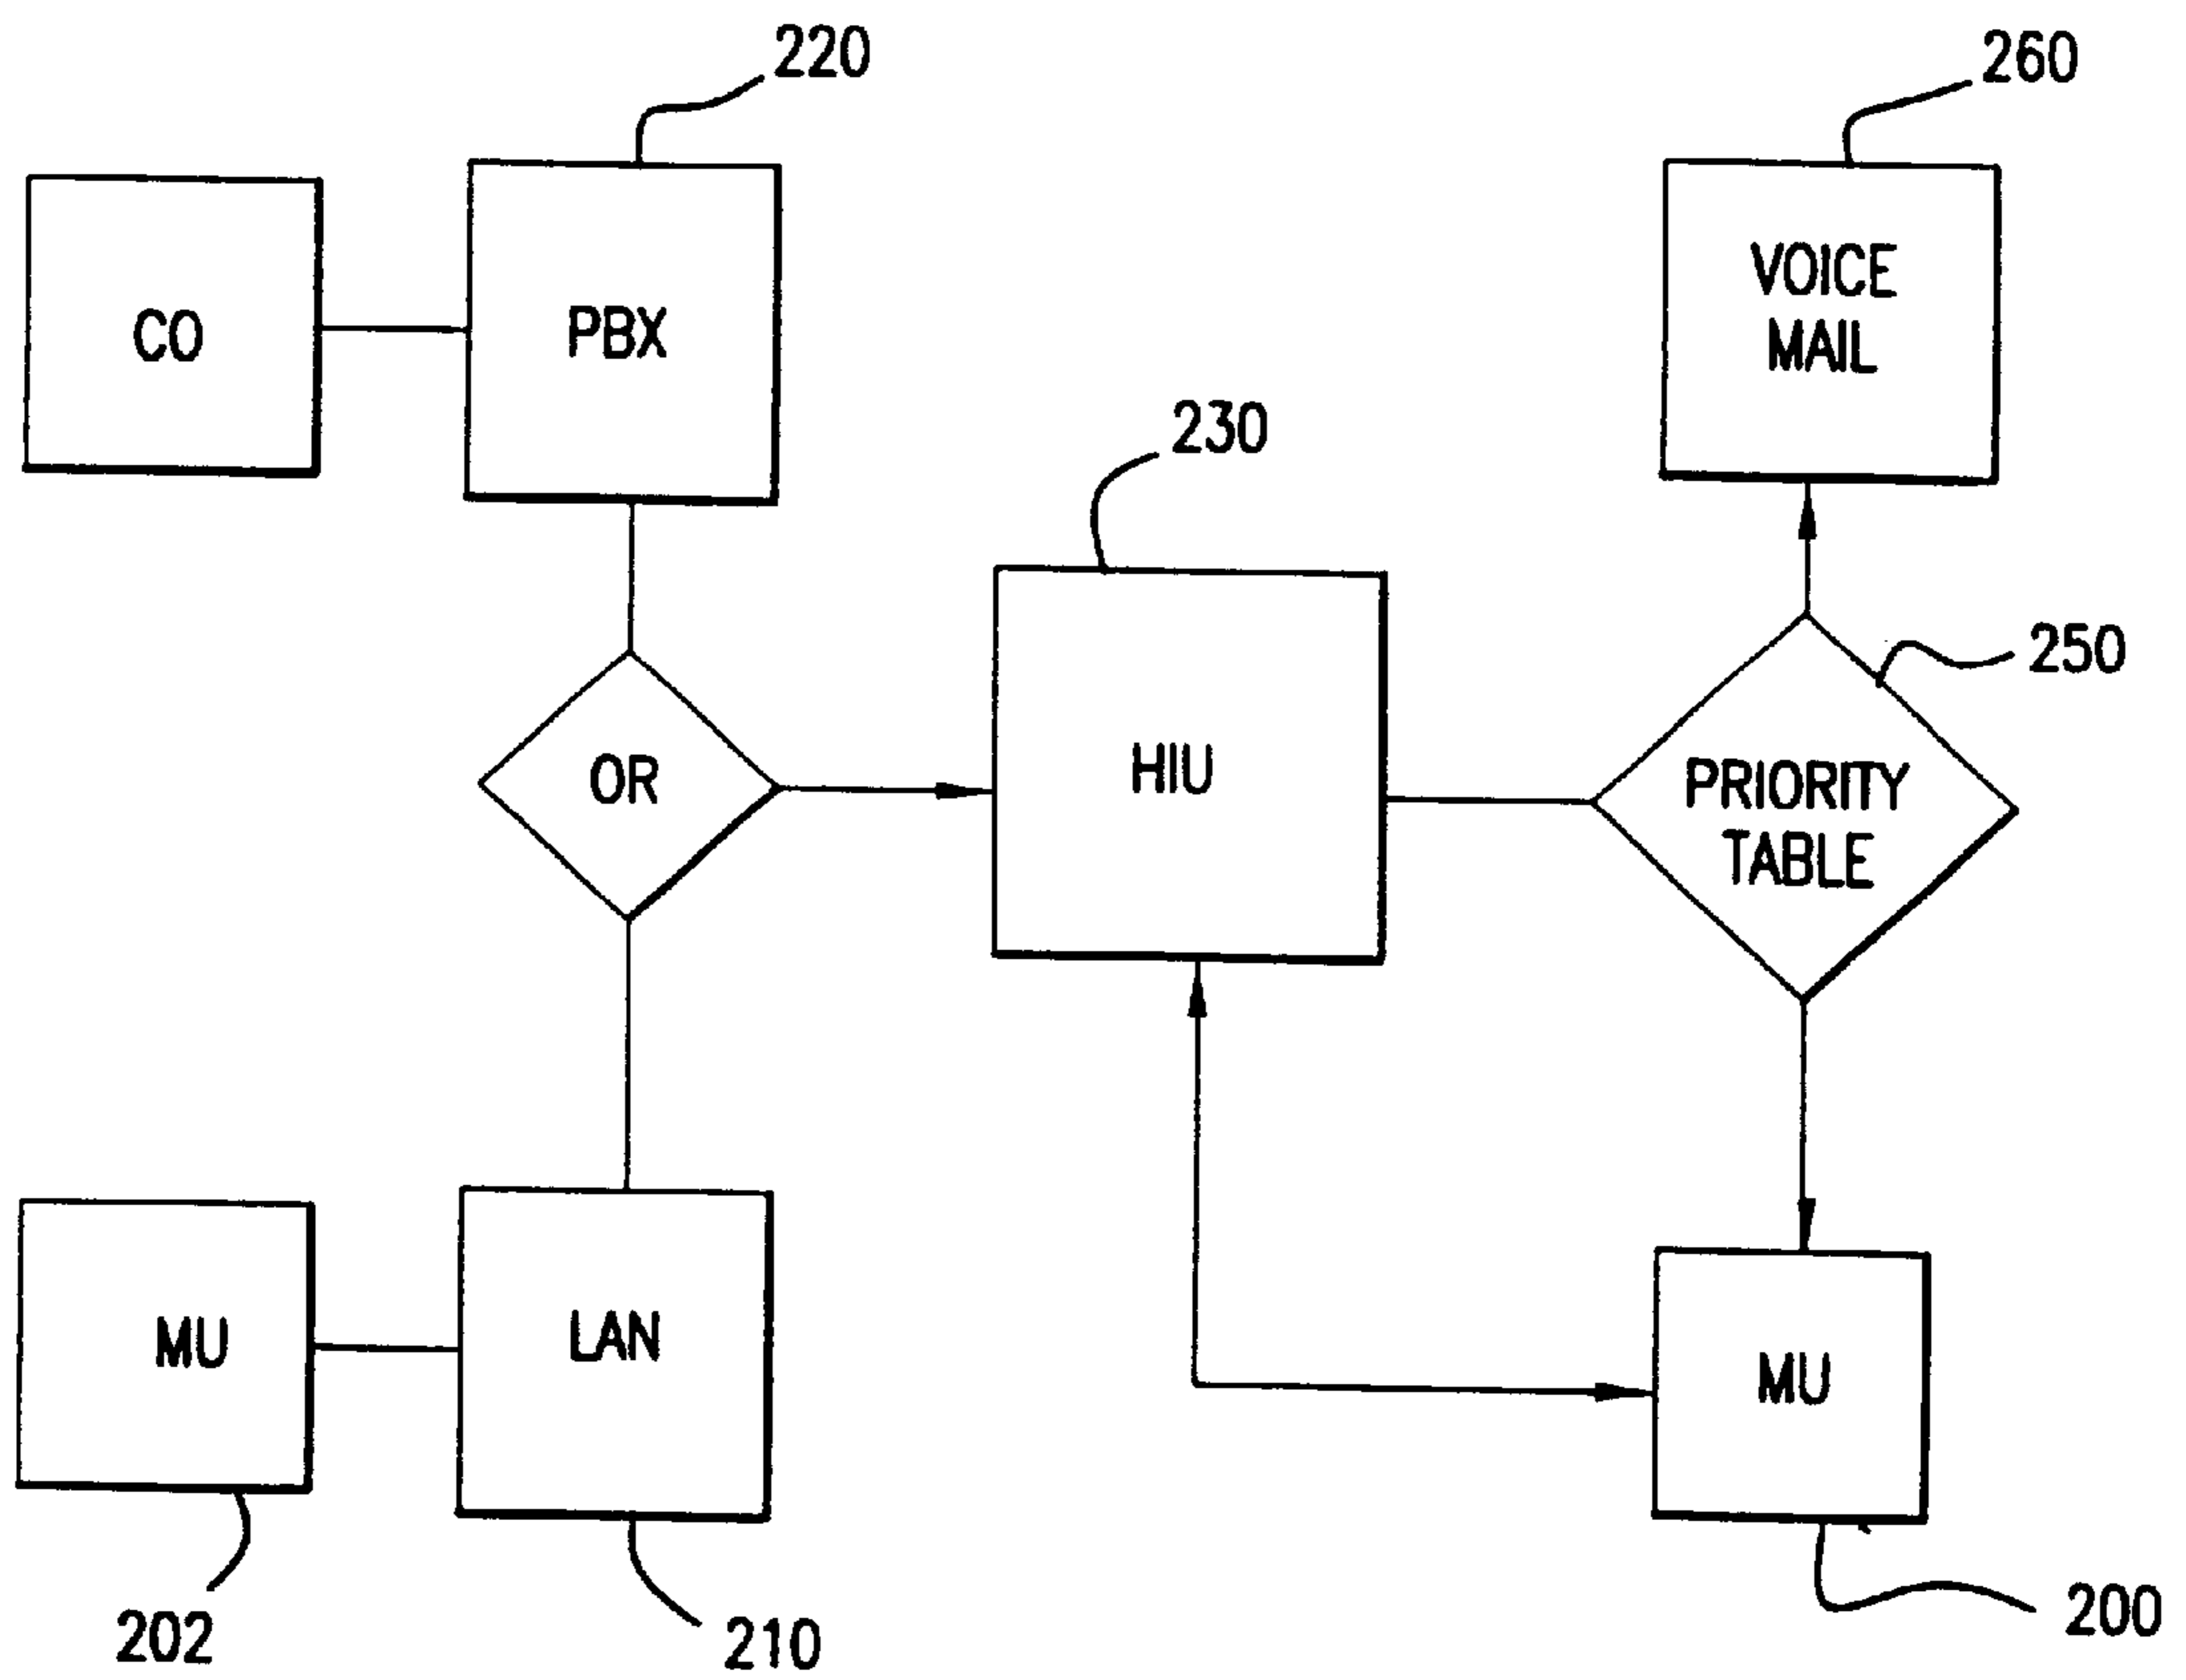 220
260
CO
PBX
VOICE
MAIL
230
250
OR
HIU
PRIORITY
TABLE
MU
LAN
MU
202
210
200